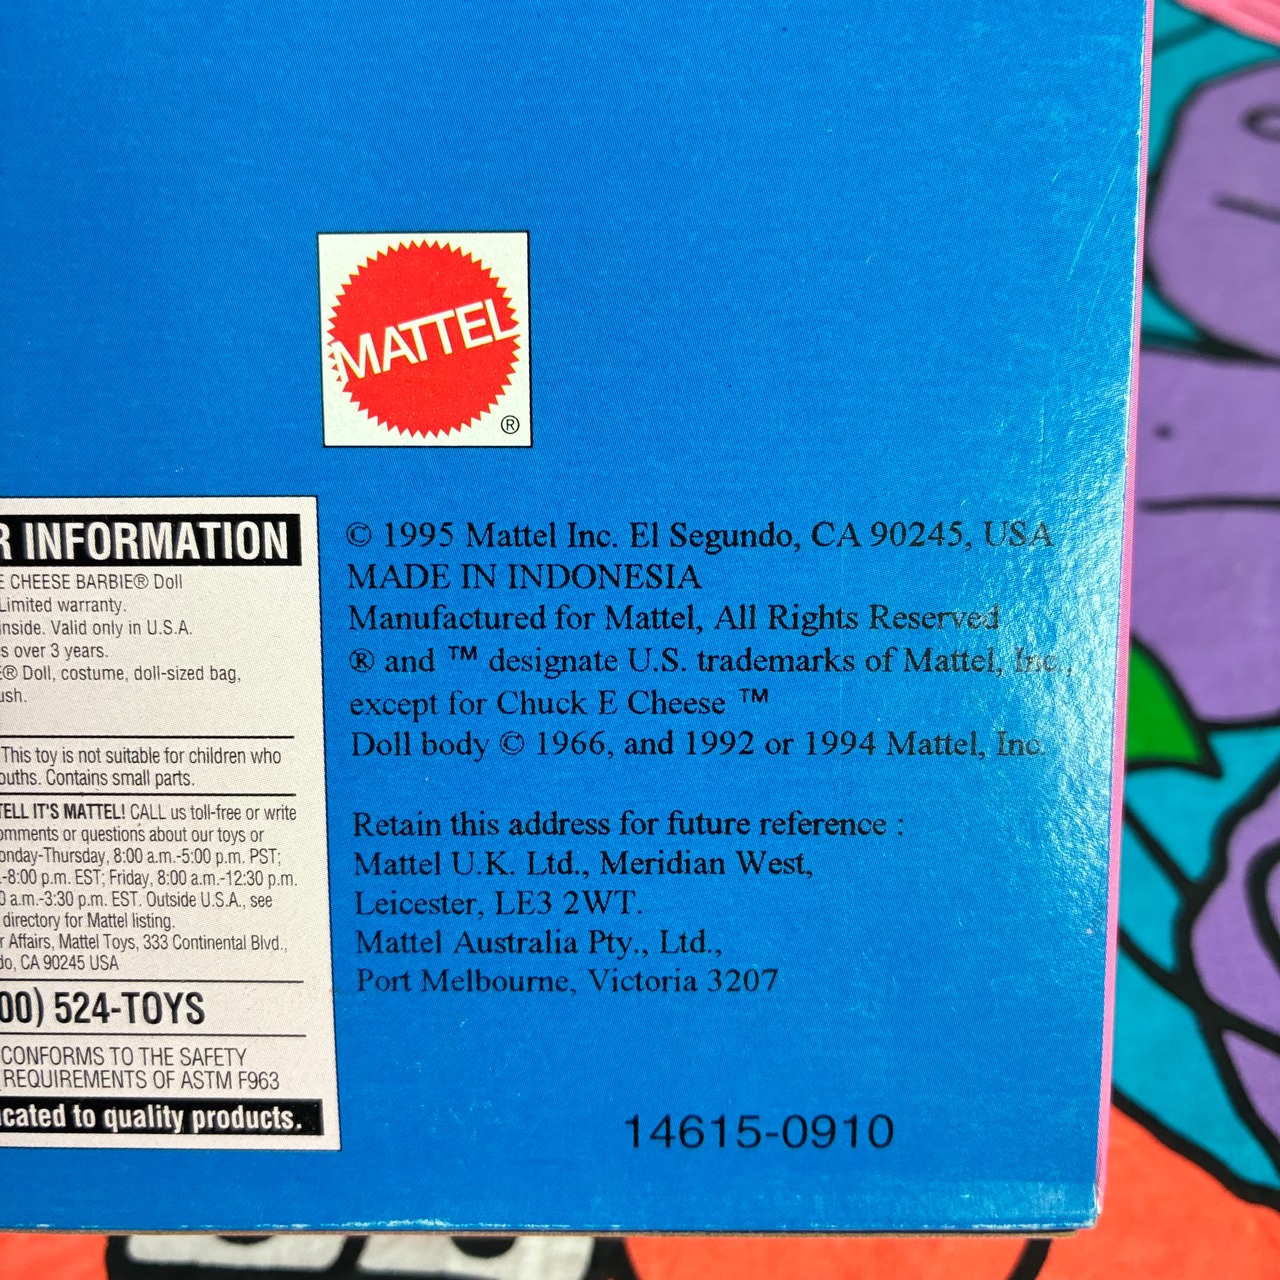 MATTEL
®
R INFORMATION
E CHEESE BARBIE® Doll
Limited warranty.
inside. Valid only in U.S.A.
s over 3 years.
® Doll, costume, doll-sized bag,
ush.
This toy is not suitable for children who
ouths. Contains small parts.
TELL IT'S MATTEL! CALL us toll-free or write
omments or questions about our toys or
onday-Thursday, 8:00 a.m.-5:00 p.m. PST;
-8:00 p.m. EST; Friday, 8:00 a.m.-12:30 p.m.
0 a.m.-3:30 p.m. EST. Outside U.S.A., see
directory for Mattel listing.
r Affairs, Mattel Toys, 333 Continental Blvd.,
do, CA 90245 USA
00) 524-TOYS
CONFORMS TO THE SAFETY
REQUIREMENTS OF ASTM F963
cated to quality products.
© 1995 Mattel Inc. El Segundo, CA 90245, USA
MADE IN INDONESIA
Manufactured for Mattel, All Rights Reserved
® and ™ designate U.S. trademarks of Mattel, Inc.,
except for Chuck E Cheese ™
Doll body © 1966, and 1992 or 1994 Mattel, Inc.
Retain this address for future reference :
Mattel U.K. Ltd., Meridian West,
Leicester, LE3 2WT.
Mattel Australia Pty., Ltd.,
Port Melbourne, Victoria 3207
14615-0910